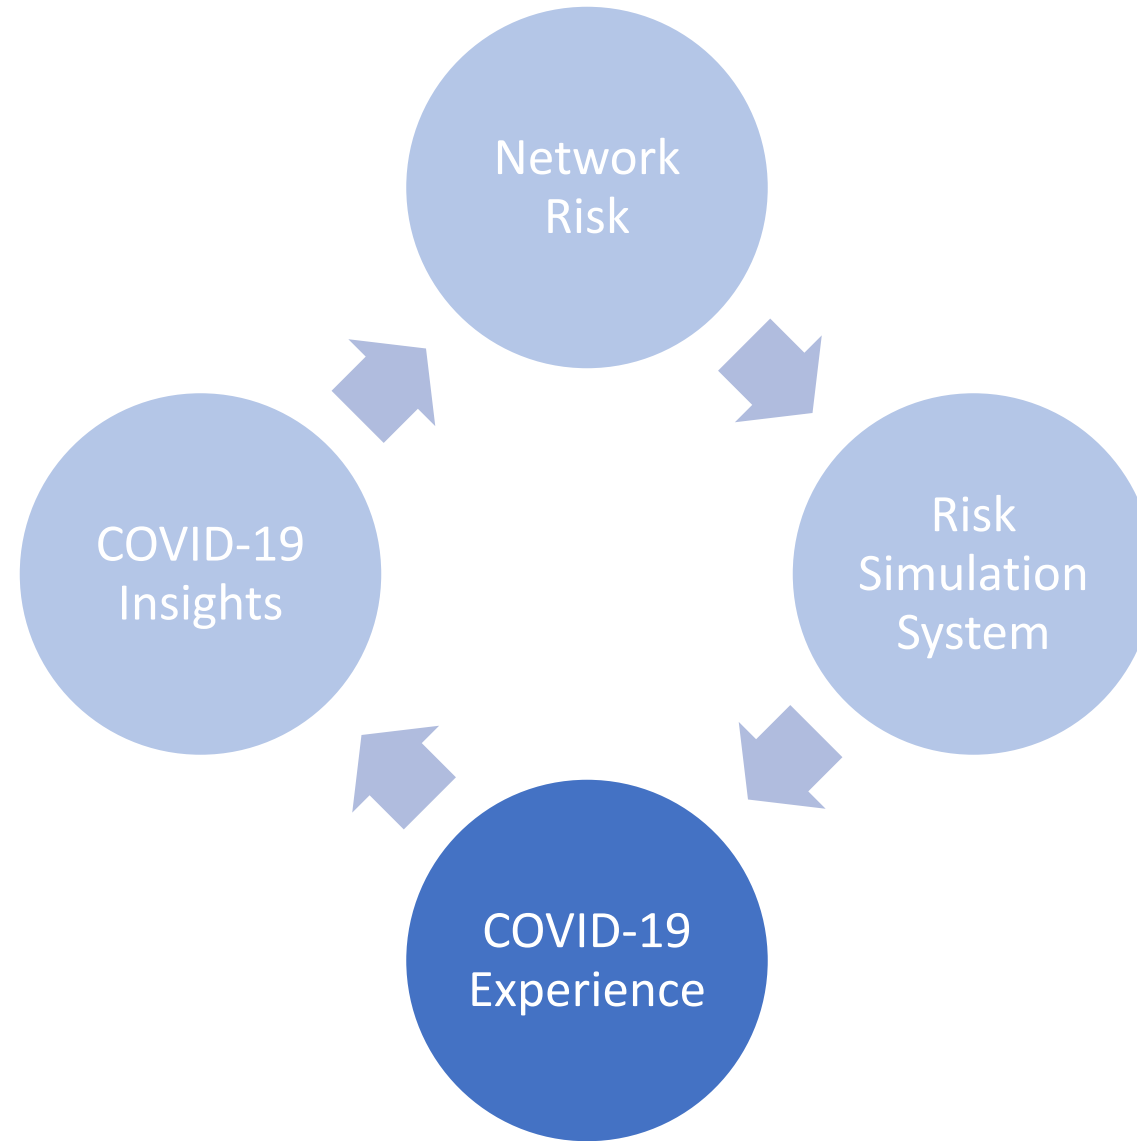 Network
Risk
Risk
Simulation
System
COVID-19
Experience
COVID-19
Insights